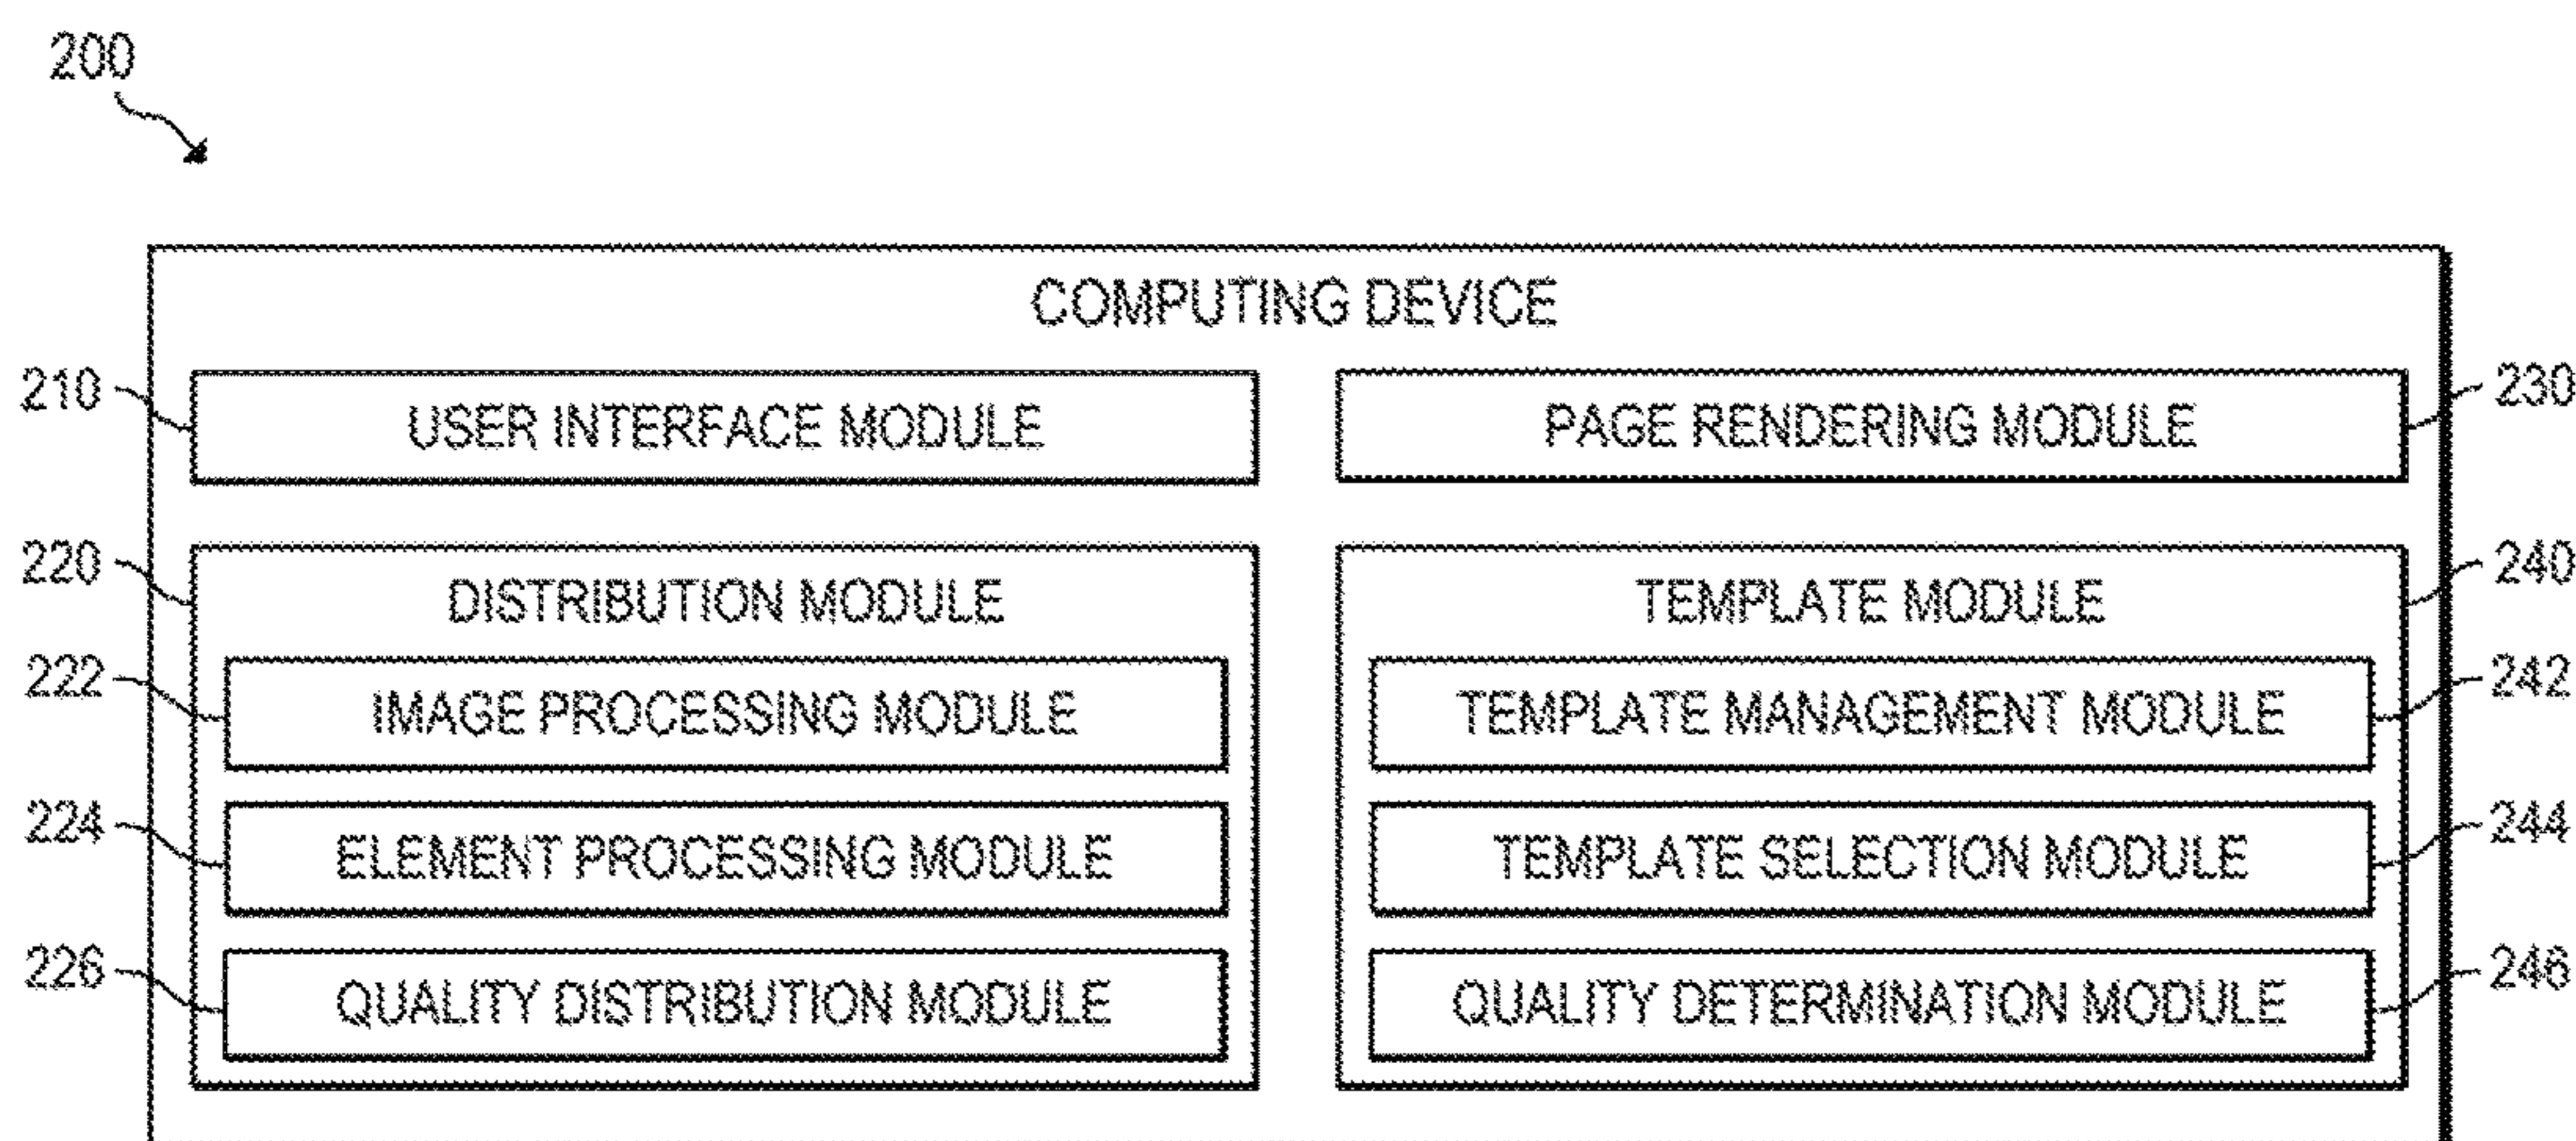 200
COMPUTING DEVICE
210 USER INTERFACE MODULE PAGE RENDERING MODULE 230
220 DISTRIBUTION MODULE TEMPLATE MODULE 240
222 IMAGE PROCESSING MODULE TEMPLATE MANAGEMENT MODULE 242
224 ELEMENT PROCESSING MODULE TEMPLATE SELECTION MODULE 244
226 QUALITY DISTRIBUTION MODULE QUALITY DETERMINATION MODULE 246